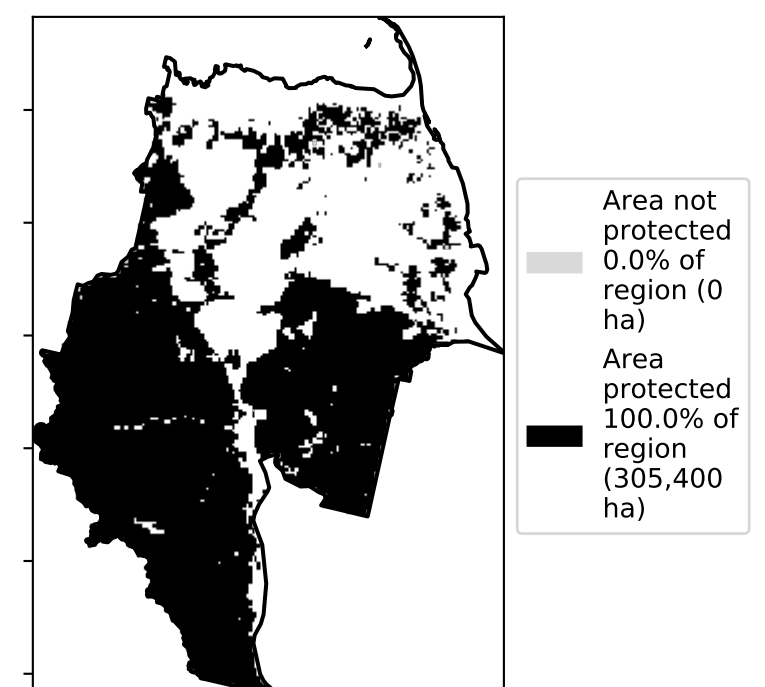 Area not
protected
0.0% of
region (0
ha)
Area
protected
100.0% of
region
(305,400
ha)